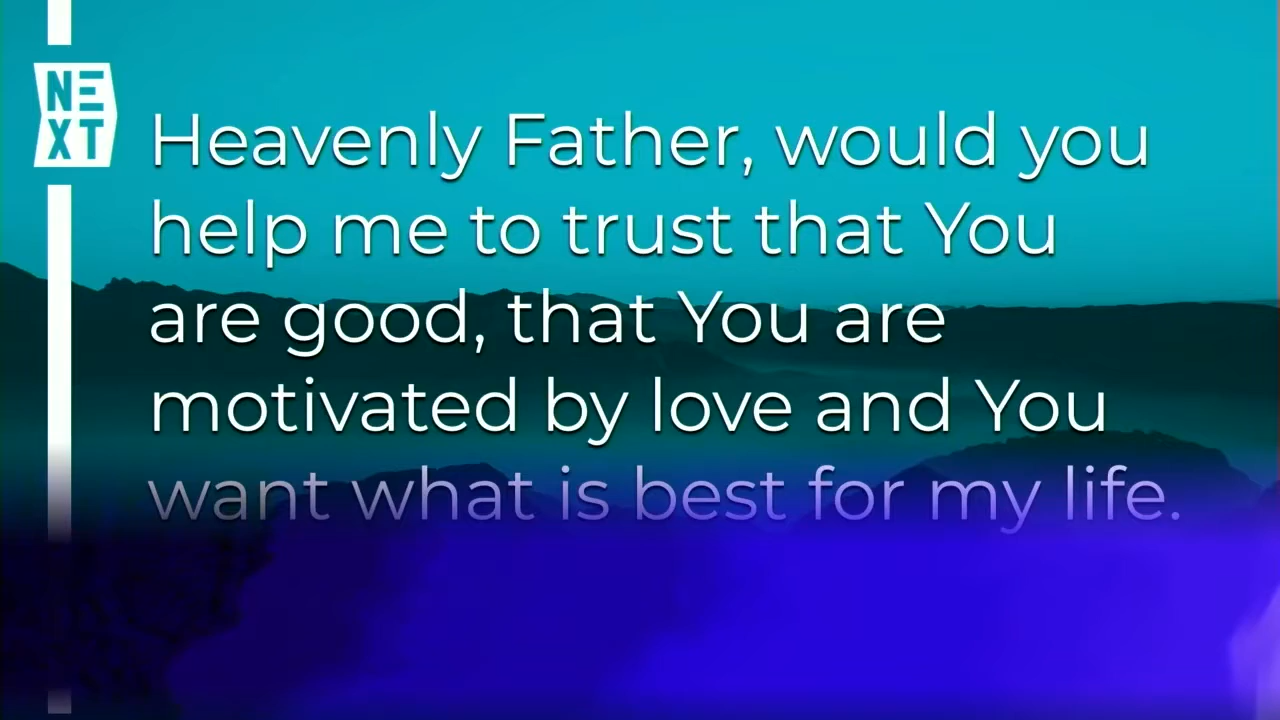 NE
XT
Heavenly Father, would you
help me to trust that You
are good, that You are
motivated by love and You
want what is best for my life.